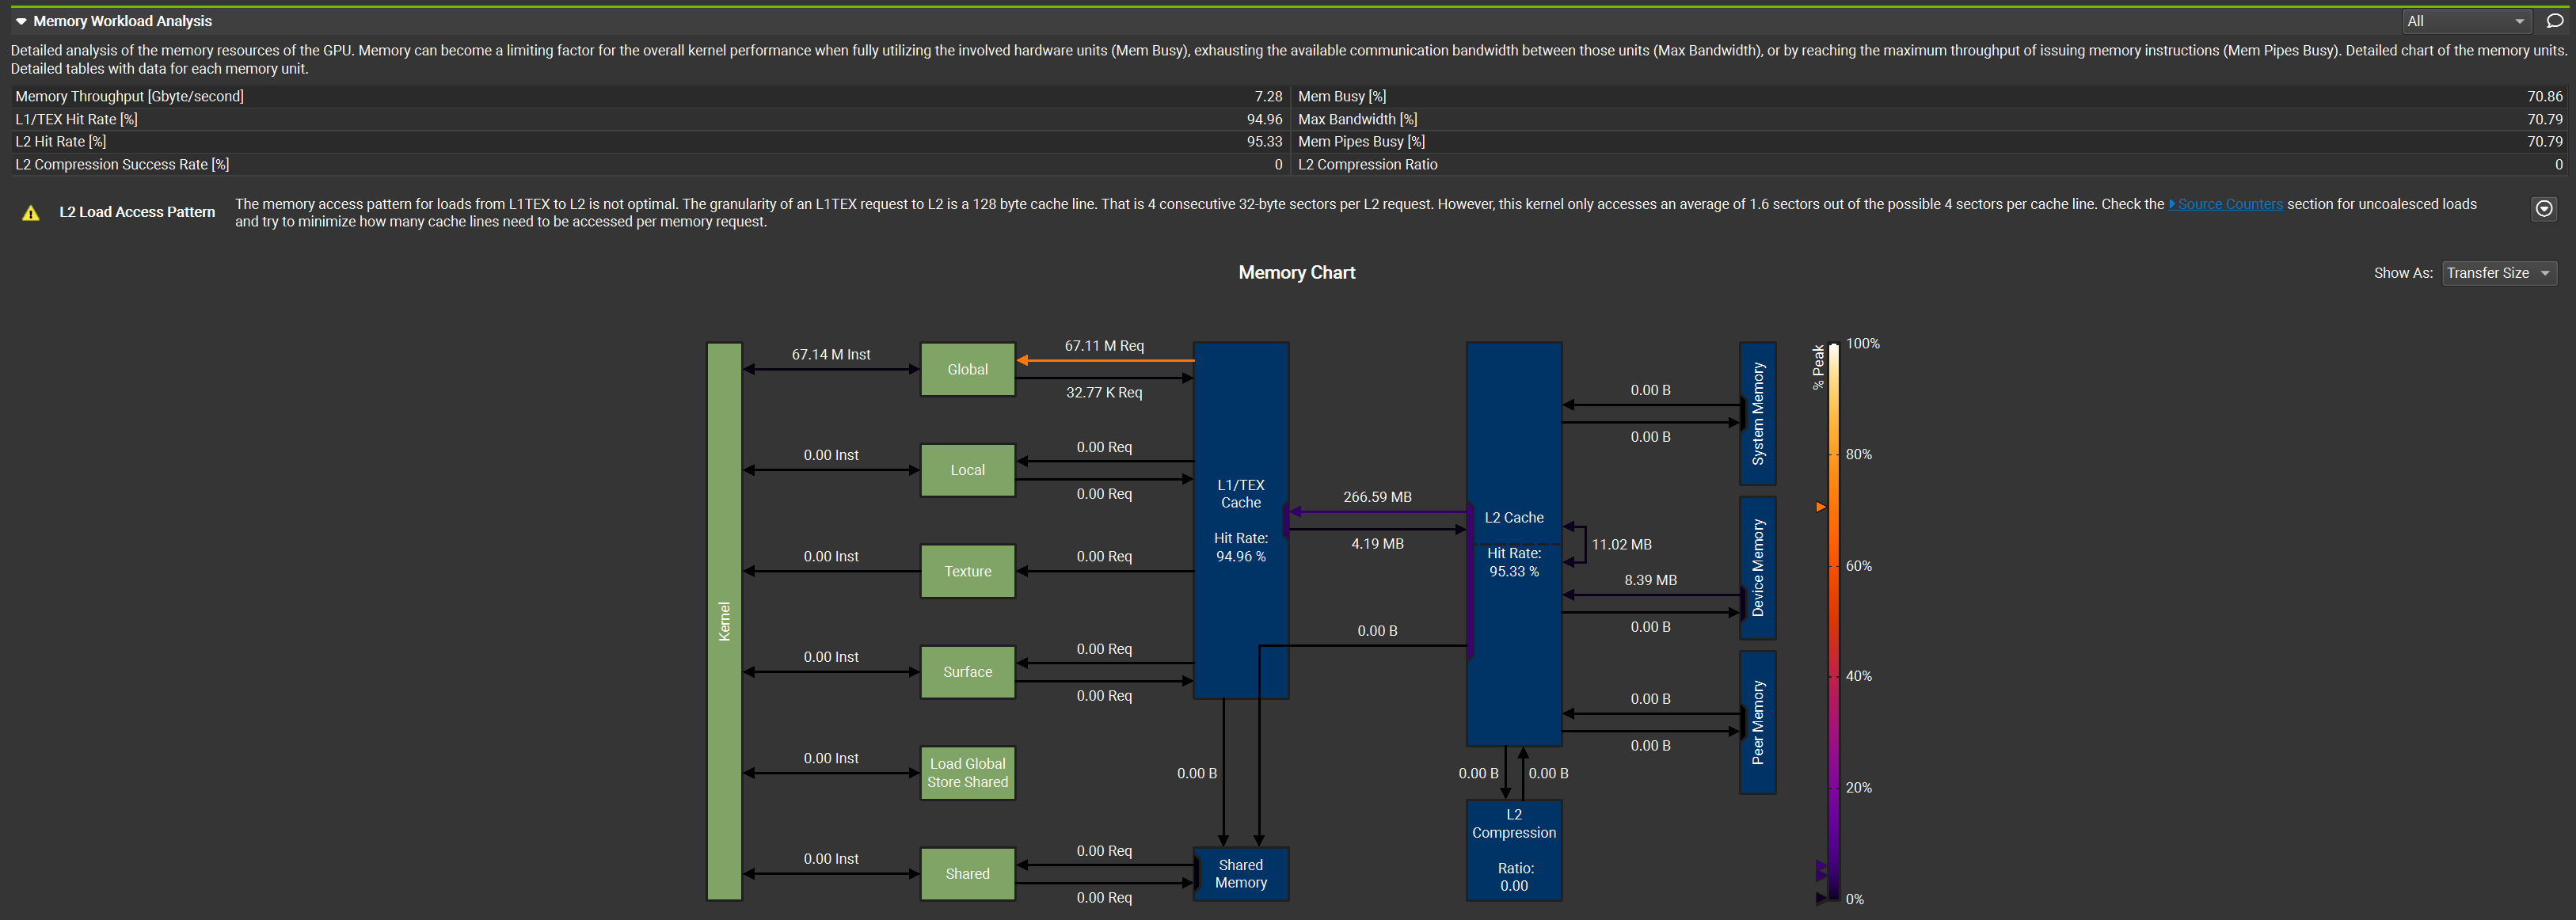 Memory Workload Analysis
All
Detailed analysis of the memory resources of the GPU. Memory can become a limiting factor for the overall kernel performance when fully utilizing the involved hardware units (Mem Busy), exhausting the available communication bandwidth between those units (Max Bandwidth), or by reaching the maximum throughput of issuing memory instructions (Mem Pipes Busy). Detailed chart of the memory units.
Detailed tables with data for each memory unit.
Memory Throughput [Gbyte/second] 7.28 Mem Busy [%] 70.86
L1/TEX Hit Rate [%] 94.96 Max Bandwidth [%] 70.79
L2 Hit Rate [%] 95.33 Mem Pipes Busy [%] 70.79
L2 Compression Success Rate [%] 0 L2 Compression Ratio 0
L2 Load Access Pattern
The memory access pattern for loads from L1TEX to L2 is not optimal. The granularity of an L1TEX request to L2 is a 128 byte cache line. That is 4 consecutive 32-byte sectors per L2 request. However, this kernel only accesses an average of 1.6 sectors out of the possible 4 sectors per cache line. Check the Source Counters section for uncoalesced loads
and try to minimize how many cache lines need to be accessed per memory request.
Memory Chart
Show As: Transfer Size
Kernel
67.14 M Inst
Global
67.11 M Req
32.77 K Req
0.00 Inst
Local
0.00 Req
0.00 Req
0.00 Inst
Texture
0.00 Req
0.00 Inst
Surface
0.00 Req
0.00 Req
0.00 Inst
Load Global
Store Shared
0.00 Inst
Shared
0.00 Req
0.00 Req
L1/TEX
Cache
Hit Rate:
94.96 %
0.00 B
Shared
Memory
266.59 MB
4.19 MB
0.00 B
L2 Cache
Hit Rate:
95.33 %
11.02 MB
0.00 B
0.00 B
L2
Compression
Ratio:
0.00
0.00 B
0.00 B
System Memory
8.39 MB
0.00 B
Device Memory
0.00 B
0.00 B
Peer Memory
% Peak
100%
80%
60%
40%
20%
0%